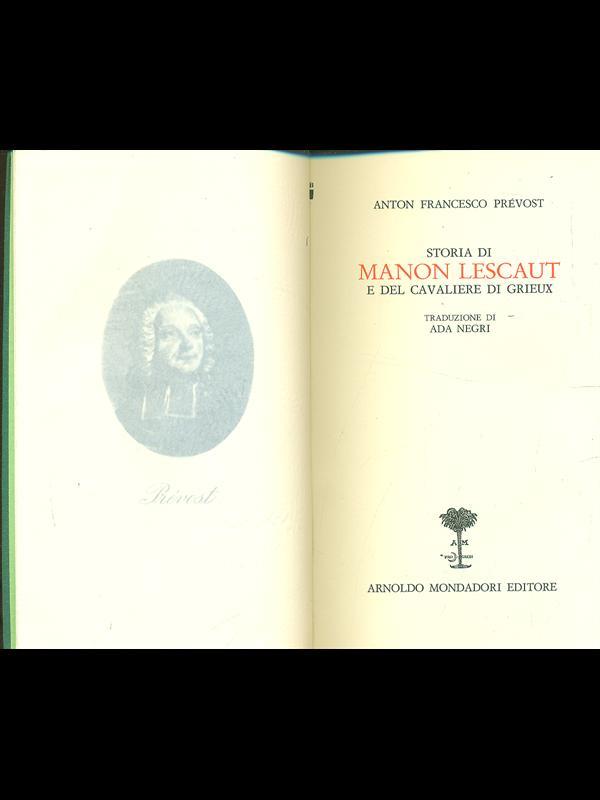 Prévost
ANTON FRANCESCO PRÉVOST
STORIA DI
MANON LESCAUT
E DEL CAVALIERE DI GRIEUX
TRADUZIONE DI
ADA NEGRI
A M
ARNOLDO MONDADORI EDITORE